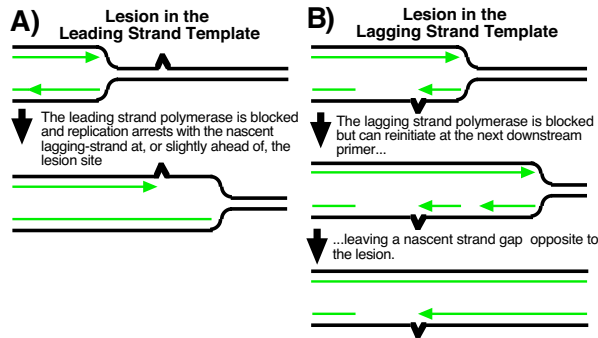 A)
Lesion in the
Leading Strand Template
The leading strand polymerase is blocked
and replication arrests with the nascent
lagging-strand at, or slightly ahead of, the
lesion site
B)
Lesion in the
Lagging Strand Template
The lagging strand polymerase is blocked
but can reinitiate at the next downstream
primer...
...leaving a nascent strand gap opposite to
the lesion.